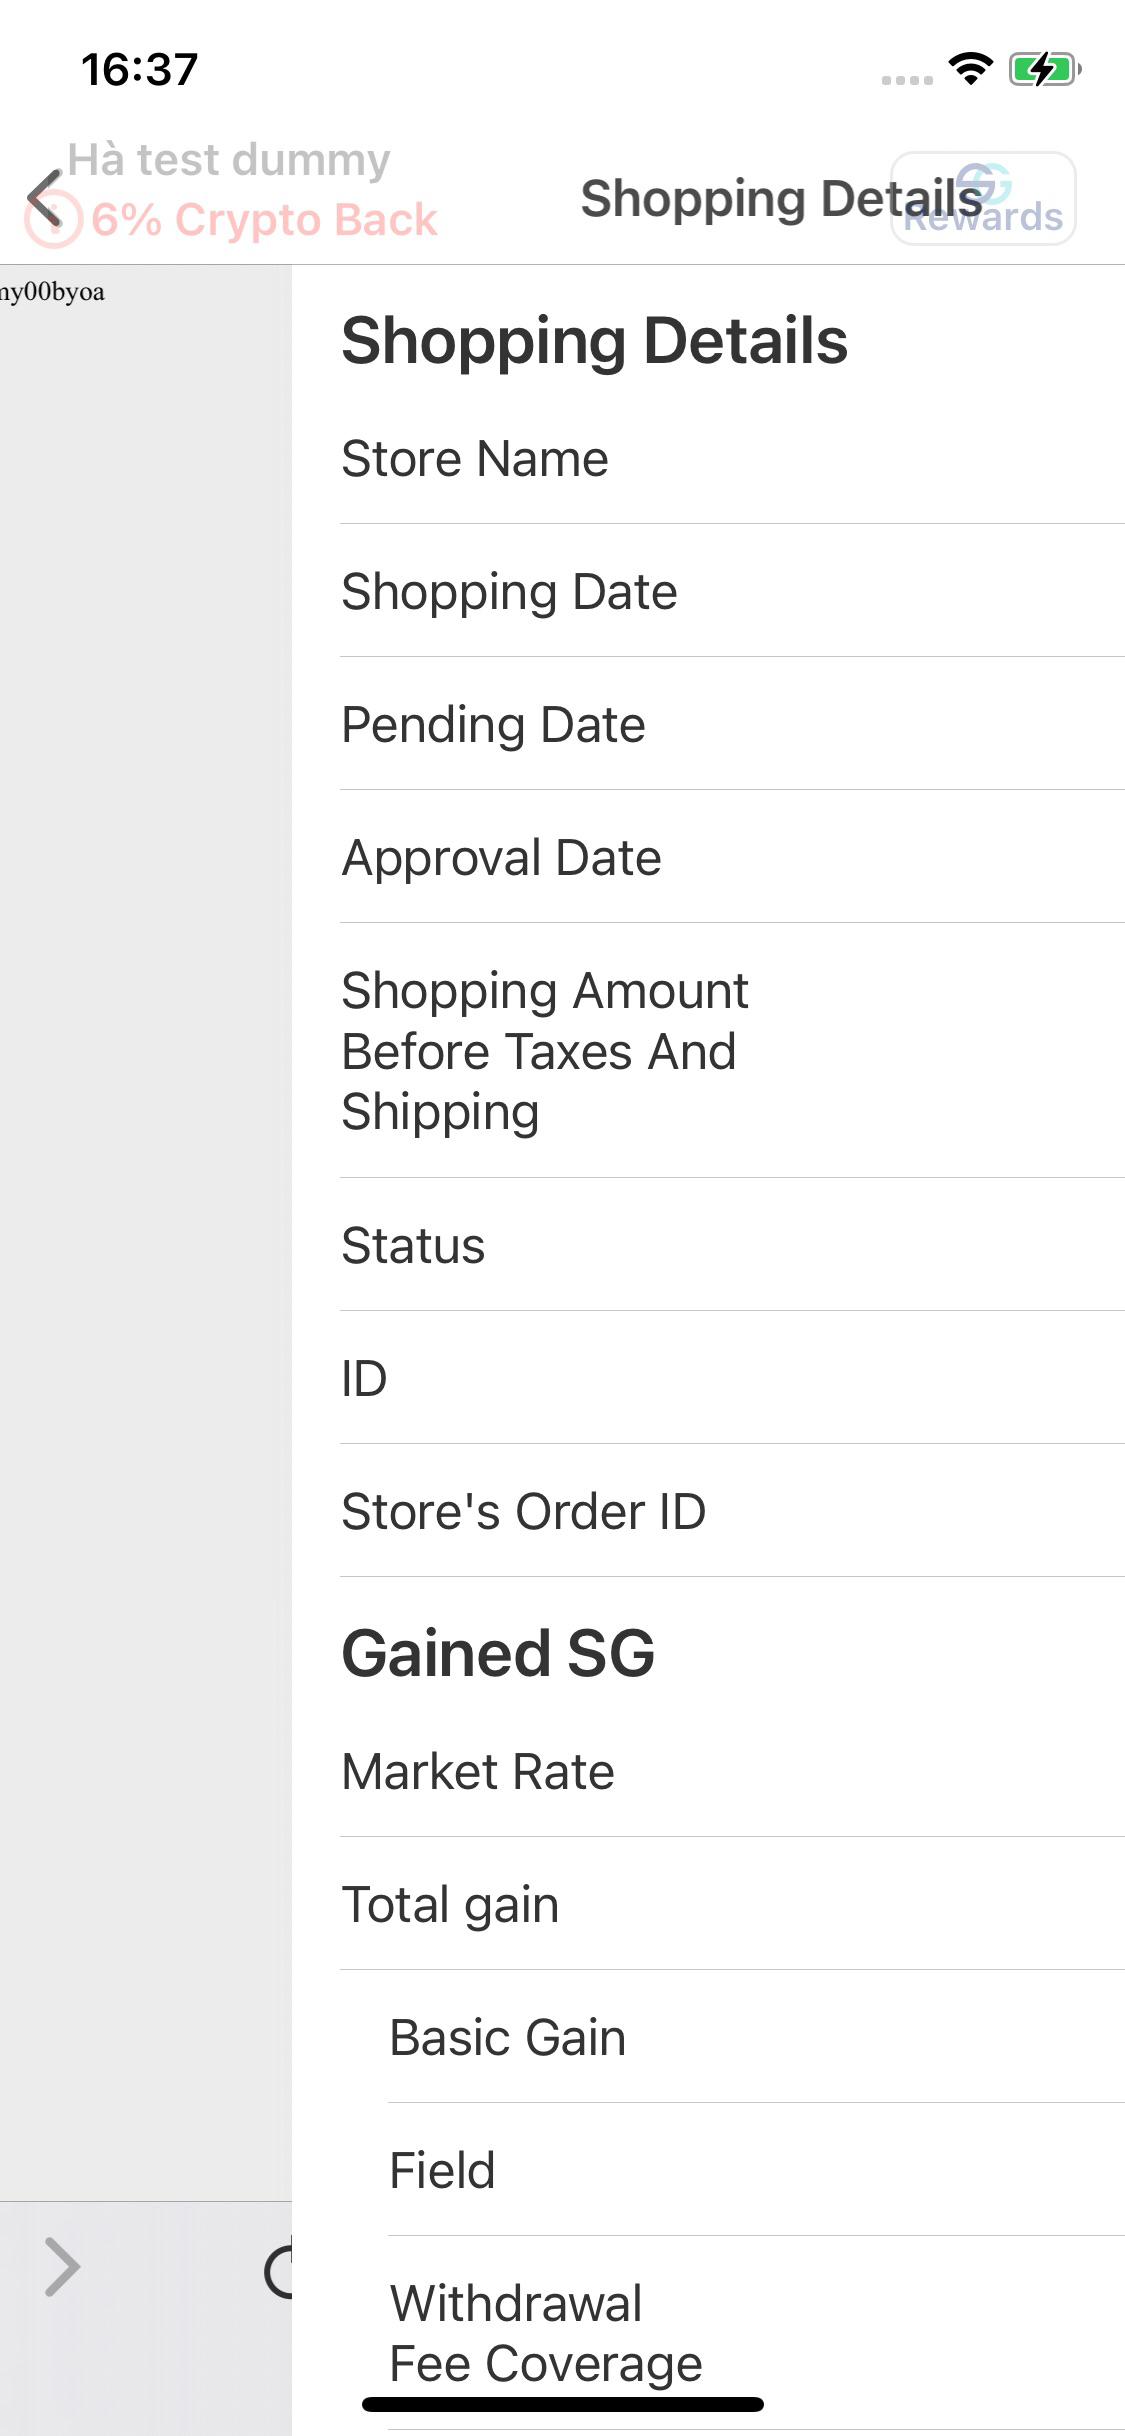 16:37
Hà test dummy
6% Crypto Back
Shopping Details
Rewards
my00byoa
Shopping Details
Store Name
Shopping Date
Pending Date
Approval Date
Shopping Amount
Before Taxes And
Shipping
Status
ID
Store's Order ID
Gained SG
Market Rate
Total gain
Basic Gain
Field
Withdrawal
Fee Coverage